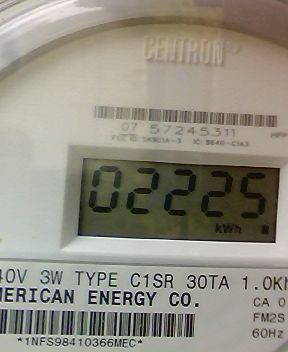 CENTRON
07 57245311
02225
kWh
40V 3W TYPE C1SR 30TA 1.0K
MERICAN ENERGY CO.
CA 0
FM2S
60Hz
*1NFS98410366MEC*